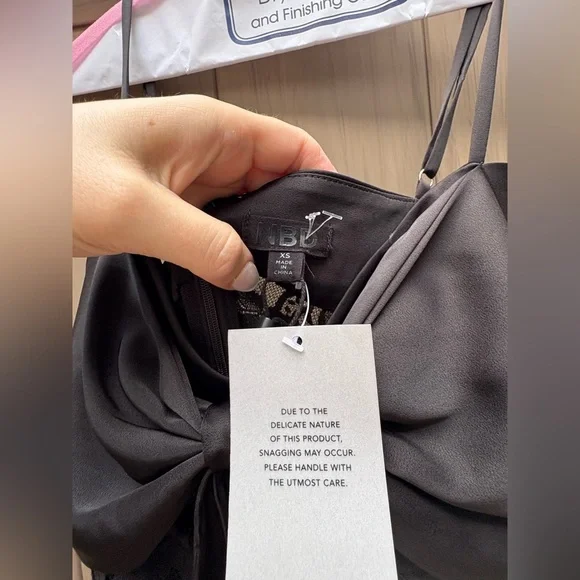 and Finishing
NBD
XS
MADE
IN
CHINA
DUE TO THE
DELICATE NATURE
OF THIS PRODUCT,
SNAGGING MAY OCCUR.
PLEASE HANDLE WITH
THE UTMOST CARE.